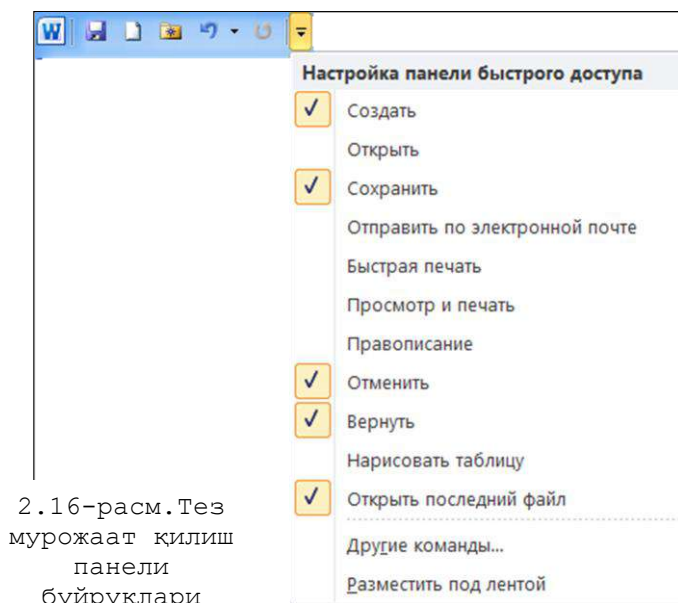 W
Настройка панели быстрого доступа
Создать
Открыть
Сохранить
Отправить по электронной почте
Быстрая печать
Просмотр и печать
Правописание
Отменить
Вернуть
Нарисовать таблицу
Открыть последний файл
Другие команды...
Разместить под лентой
2.16-расм.Тез
мурожаат қилиш
панели
буйруқлари